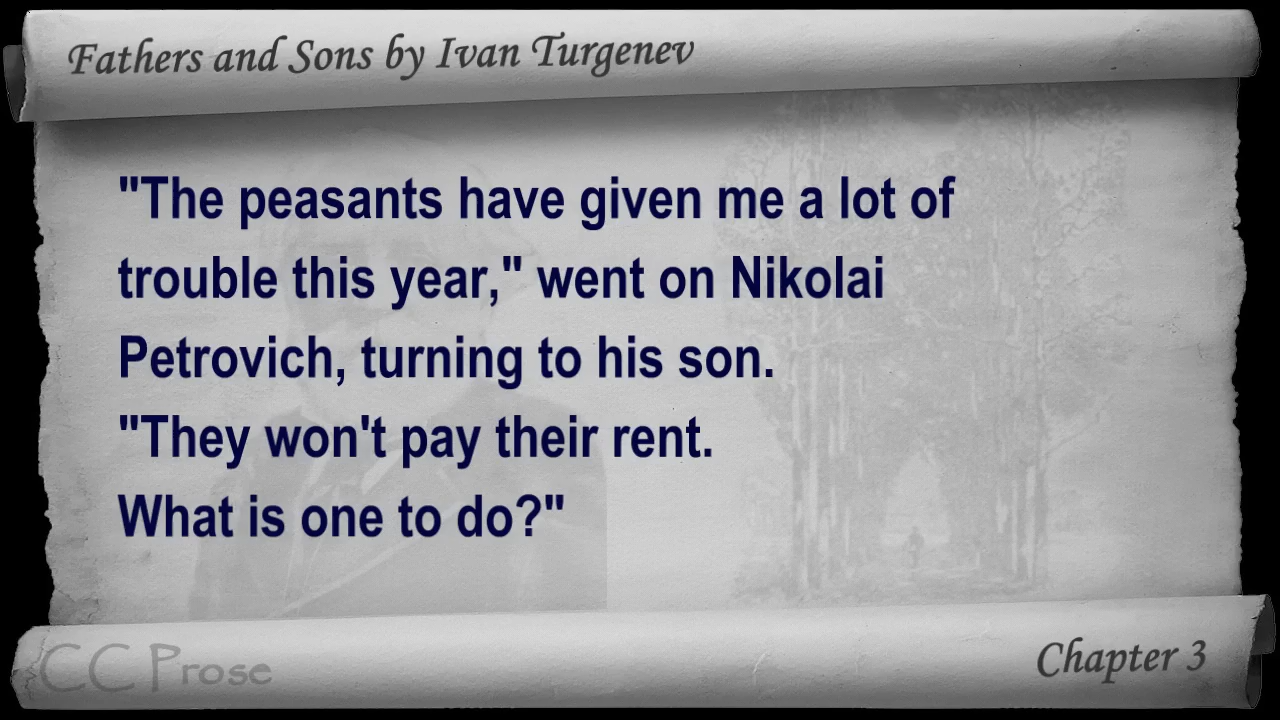 Fathers and Sons by Ivan Turgenev
"The peasants have given me a lot of
trouble this year," went on Nikolai
Petrovich, turning to his son.
"They won't pay their rent.
What is one to do?"
CC Prose
Chapter 3